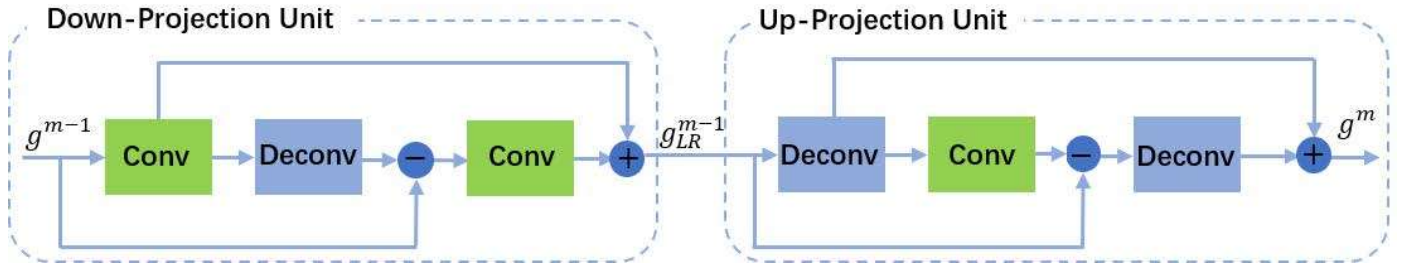 Down-Projection Unit
Up-Projection Unit
g^{m-1} Conv Deconv − Conv + g_{LR}^{m-1} Deconv Conv − Deconv + g^m